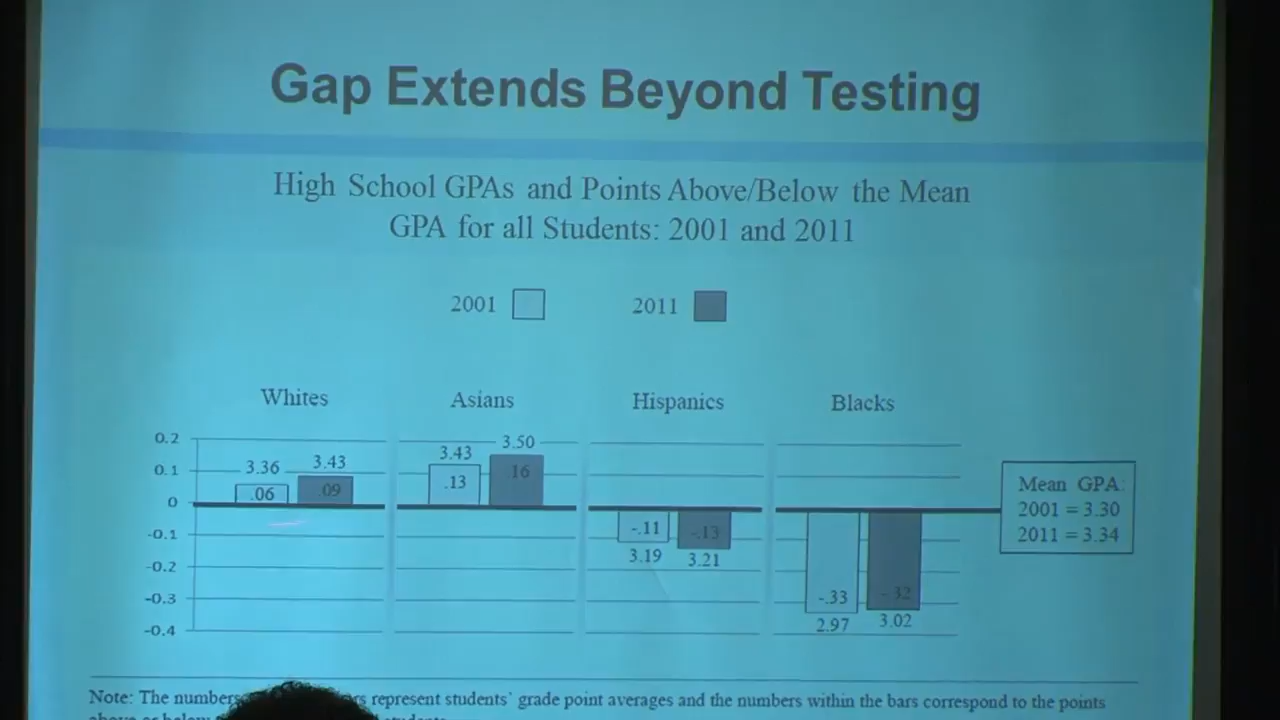 Gap Extends Beyond Testing
High School GPAs and Points Above/Below the Mean
GPA for all Students: 2001 and 2011
2001 2011
Whites Asians Hispanics Blacks
0.2
0.1
0
-0.1
-0.2
-0.3
-0.4
3.36 3.43
.06 .09
3.43 3.50
.13 .16
-.11 -.13
3.19 3.21
-.33 -.32
2.97 3.02
Mean GPA:
2001 = 3.30
2011 = 3.34
Note: The numbers represent students' grade point averages and the numbers within the bars correspond to the points